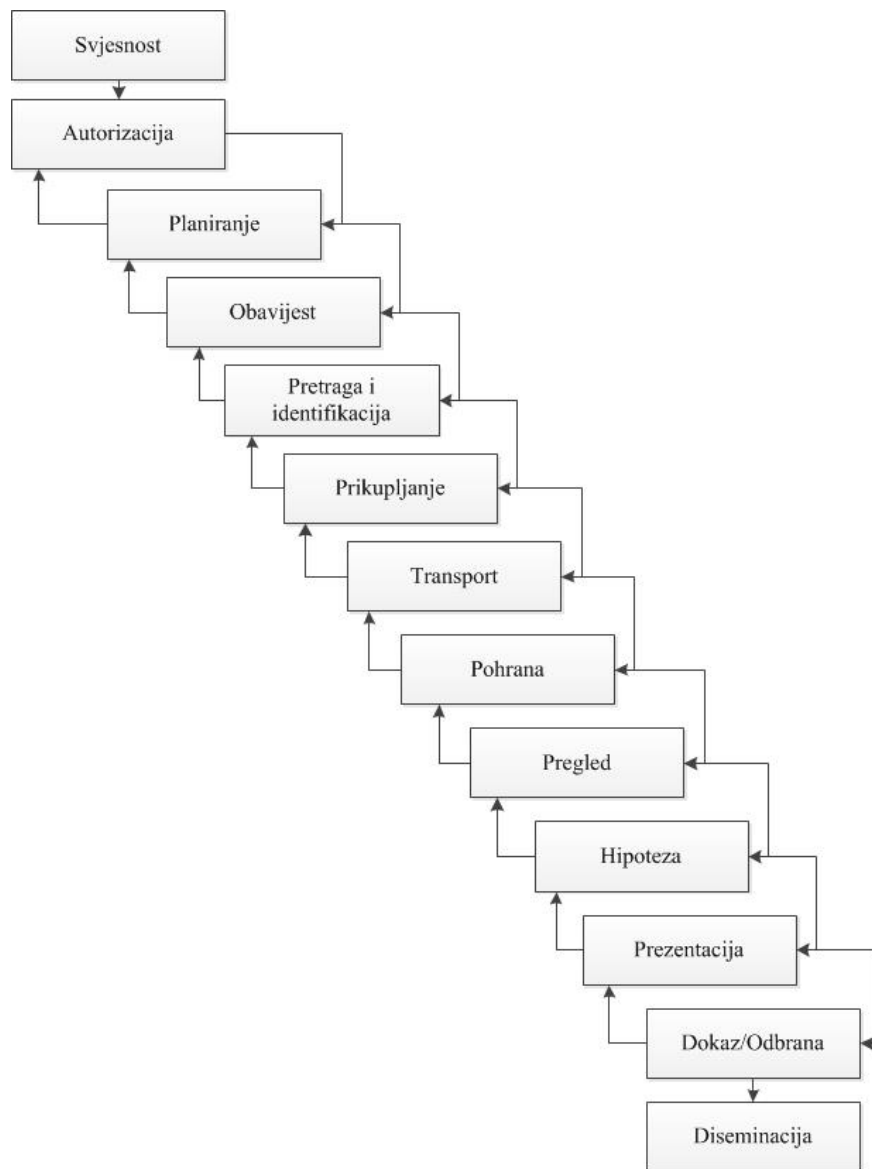 Svjesnost
Autorizacija
Planiranje
Obavijest
Pretraga i
identifikacija
Prikupljanje
Transport
Pohrana
Pregled
Hipoteza
Prezentacija
Dokaz/Odbrana
Diseminacija